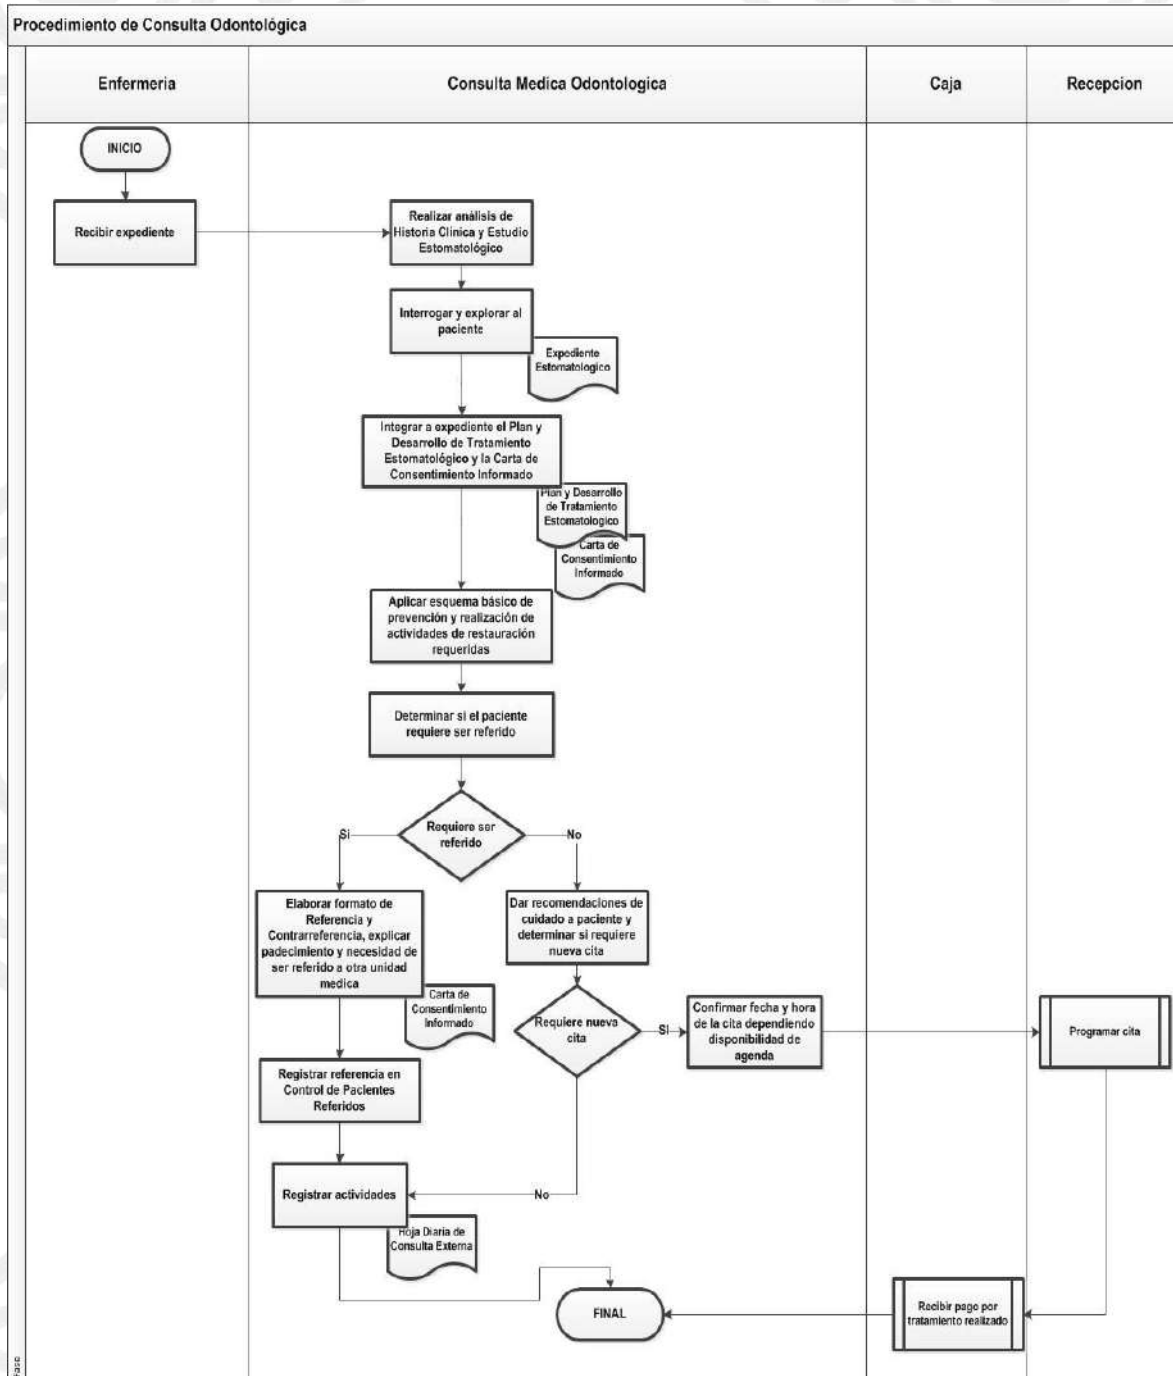 Procedimiento de Consulta Odontológica
Enfermeria
Consulta Medica Odontologica
Caja
Recepcion
INICIO
Recibir expediente
Realizar análisis de
Historia Clinica y Estudio
Estomatológico
Interrogar y explorar al
paciente
Expediente
Estomatologico
Integrar a expediente el Plan y
Desarrollo de Tratamiento
Estomatológico y la Carta de
Consentimiento Informado
Plan y Desarrollo
de Tratamiento
Estomatologico
Carta de
Consentimiento
Informado
Aplicar esquema básico de
prevención y realización de
actividades de restauración
requeridas
Determinar si el paciente
requiere ser referido
Requiere ser
referido
Si
No
Elaborar formato de
Referencia y
Contrarreferencia, explicar
padecimiento y necesidad de
ser referido a otra unidad
medica
Carta de
Consentimiento
Informado
Dar recomendaciones de
cuidado a paciente y
determinar si requiere
nueva cita
Requiere nueva
cita
SI
Confirmar fecha y hora
de la cita dependiendo
disponibilidad de
agenda
Programar cita
Registrar referencia en
Control de Pacientes
Referidos
Registrar actividades
No
Hoja Diaria de
Consulta Externa
FINAL
Recibir pago por
tratamiento realizado
Fase